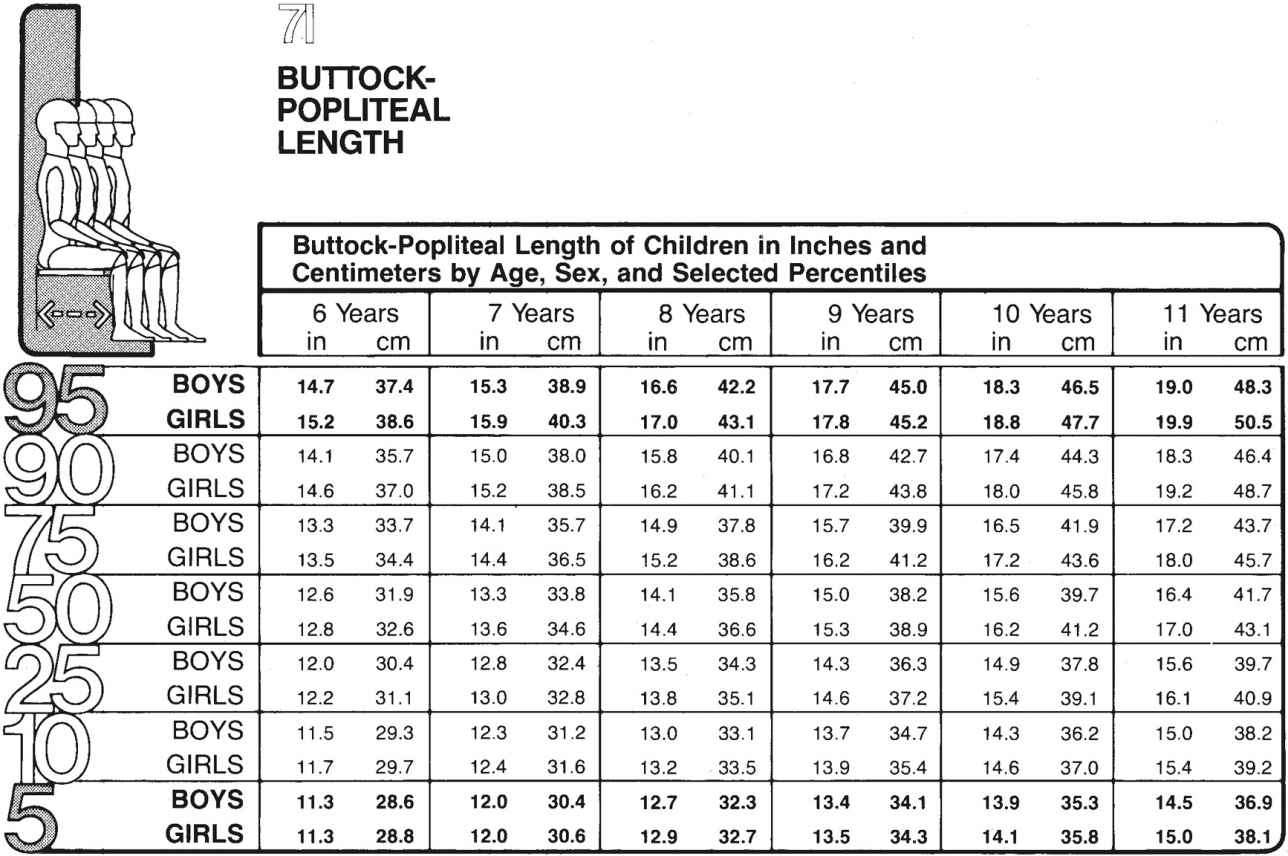 71
BUTTOCK-
POPLITEAL
LENGTH
Buttock-Popliteal Length of Children in Inches and
Centimeters by Age, Sex, and Selected Percentiles
6 Years 7 Years 8 Years 9 Years 10 Years 11 Years
in cm in cm in cm in cm in cm in cm
95 BOYS 14.7 37.4 15.3 38.9 16.6 42.2 17.7 45.0 18.3 46.5 19.0 48.3
GIRLS 15.2 38.6 15.9 40.3 17.0 43.1 17.8 45.2 18.8 47.7 19.9 50.5
90 BOYS 14.1 35.7 15.0 38.0 15.8 40.1 16.8 42.7 17.4 44.3 18.3 46.4
GIRLS 14.6 37.0 15.2 38.5 16.2 41.1 17.2 43.8 18.0 45.8 19.2 48.7
75 BOYS 13.3 33.7 14.1 35.7 14.9 37.8 15.7 39.9 16.5 41.9 17.2 43.7
GIRLS 13.5 34.4 14.4 36.5 15.2 38.6 16.2 41.2 17.2 43.6 18.0 45.7
50 BOYS 12.6 31.9 13.3 33.8 14.1 35.8 15.0 38.2 15.6 39.7 16.4 41.7
GIRLS 12.8 32.6 13.6 34.6 14.4 36.6 15.3 38.9 16.2 41.2 17.0 43.1
25 BOYS 12.0 30.4 12.8 32.4 13.5 34.3 14.3 36.3 14.9 37.8 15.6 39.7
GIRLS 12.2 31.1 13.0 32.8 13.8 35.1 14.6 37.2 15.4 39.1 16.1 40.9
10 BOYS 11.5 29.3 12.3 31.2 13.0 33.1 13.7 34.7 14.3 36.2 15.0 38.2
GIRLS 11.7 29.7 12.4 31.6 13.2 33.5 13.9 35.4 14.6 37.0 15.4 39.2
5 BOYS 11.3 28.6 12.0 30.4 12.7 32.3 13.4 34.1 13.9 35.3 14.5 36.9
GIRLS 11.3 28.8 12.0 30.6 12.9 32.7 13.5 34.3 14.1 35.8 15.0 38.1